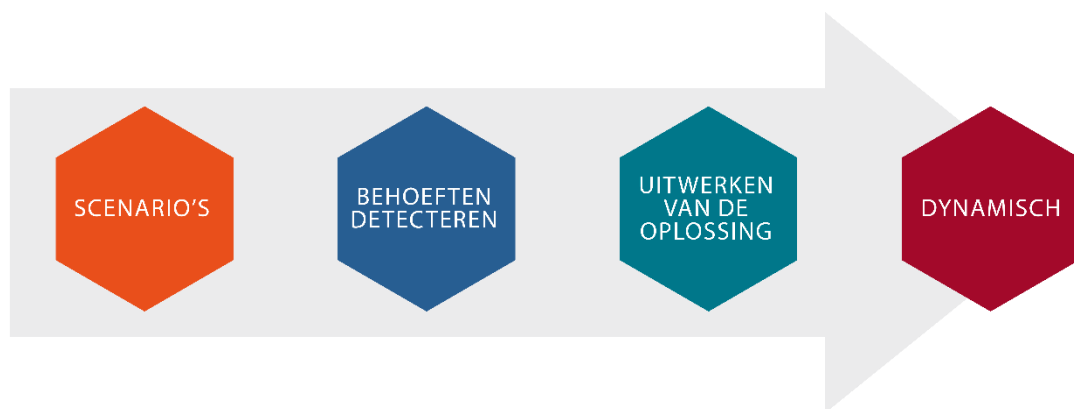 SCENARIO’S
BEHOEFTEN
DETECTEREN
UITWERKEN
VAN DE
OPLOSSING
DYNAMISCH